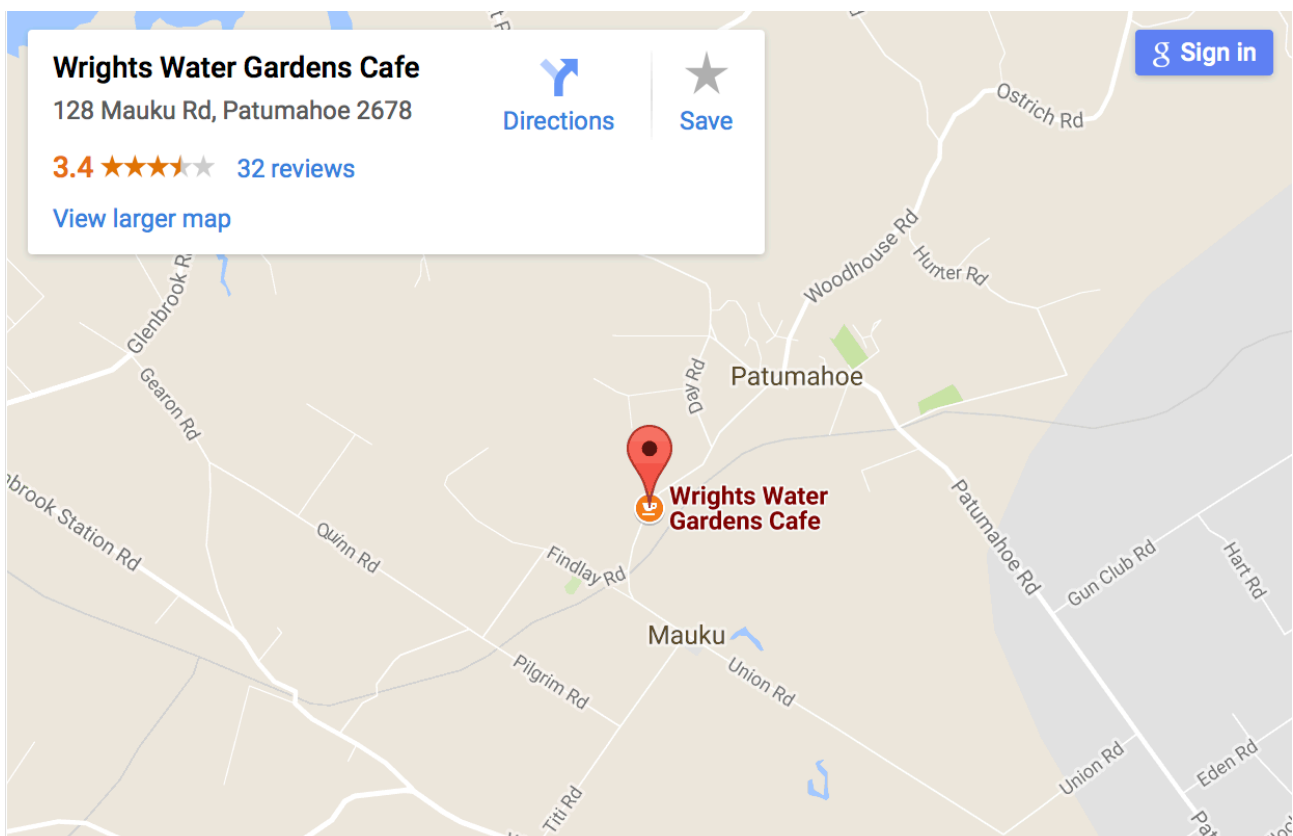 Wrights Water Gardens Cafe
128 Mauku Rd, Patumahoe 2678
3.4
32 reviews
View larger map
Directions
Save
g Sign in
Ostrich Rd
Woodhouse Rd
Hunter Rd
Glenbrook
Gearon Rd
Day Rd
Patumahoe
Wrights Water
Gardens Cafe
brook Station Rd
Quinn Rd
Findlay Rd
Patumahoe Rd
Gun Club Rd
Hart Rd
Mauku
Pilgrim Rd
Union Rd
Union Rd
Eden Rd
Titi Rd